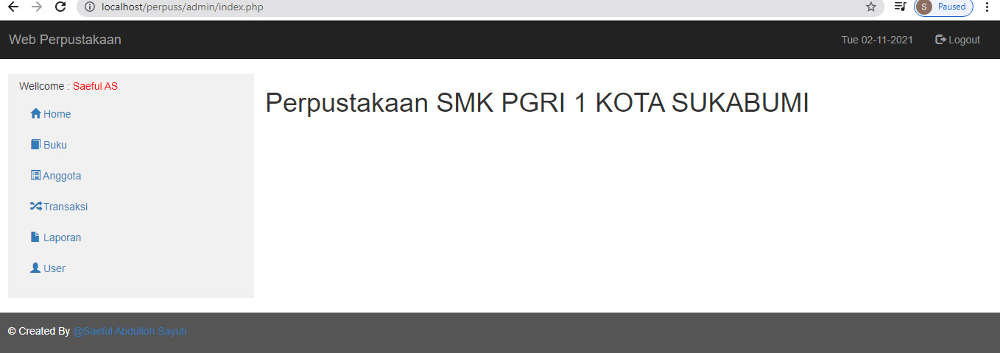 localhost/perpuss/admin/index.php
S Paused
Web Perpustakaan
Tue 02-11-2021
Logout
Wellcome : Saeful AS
Home
Buku
Anggota
Transaksi
Laporan
User
Perpustakaan SMK PGRI 1 KOTA SUKABUMI
© Created By @Saeful Abdulloh Sayuti